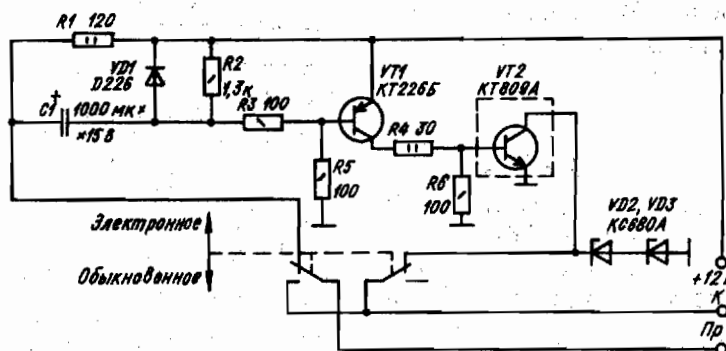 R1 120
VD1
D226
R2
1,3к
C1
+
1000 мк×
×15 В
R3 100
VT1
КТ226Б
R4 30
VT2
КТ809А
R5
100
R6
100
VD2, VD3
КС680А
Электронное
Обыкнованное
+12
К
Пр